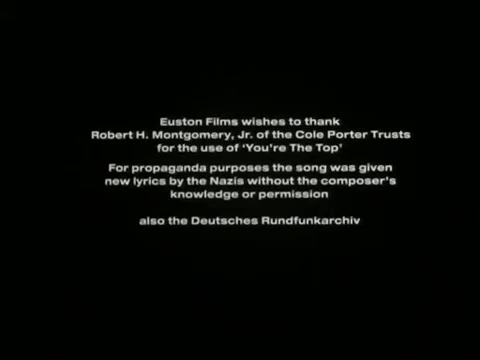 Euston Films wishes to thank
Robert H. Montgomery, Jr. of the Cole Porter Trusts
for the use of ‘You’re The Top’
For propaganda purposes the song was given
new lyrics by the Nazis without the composer’s
knowledge or permission
also the Deutsches Rundfunkarchiv